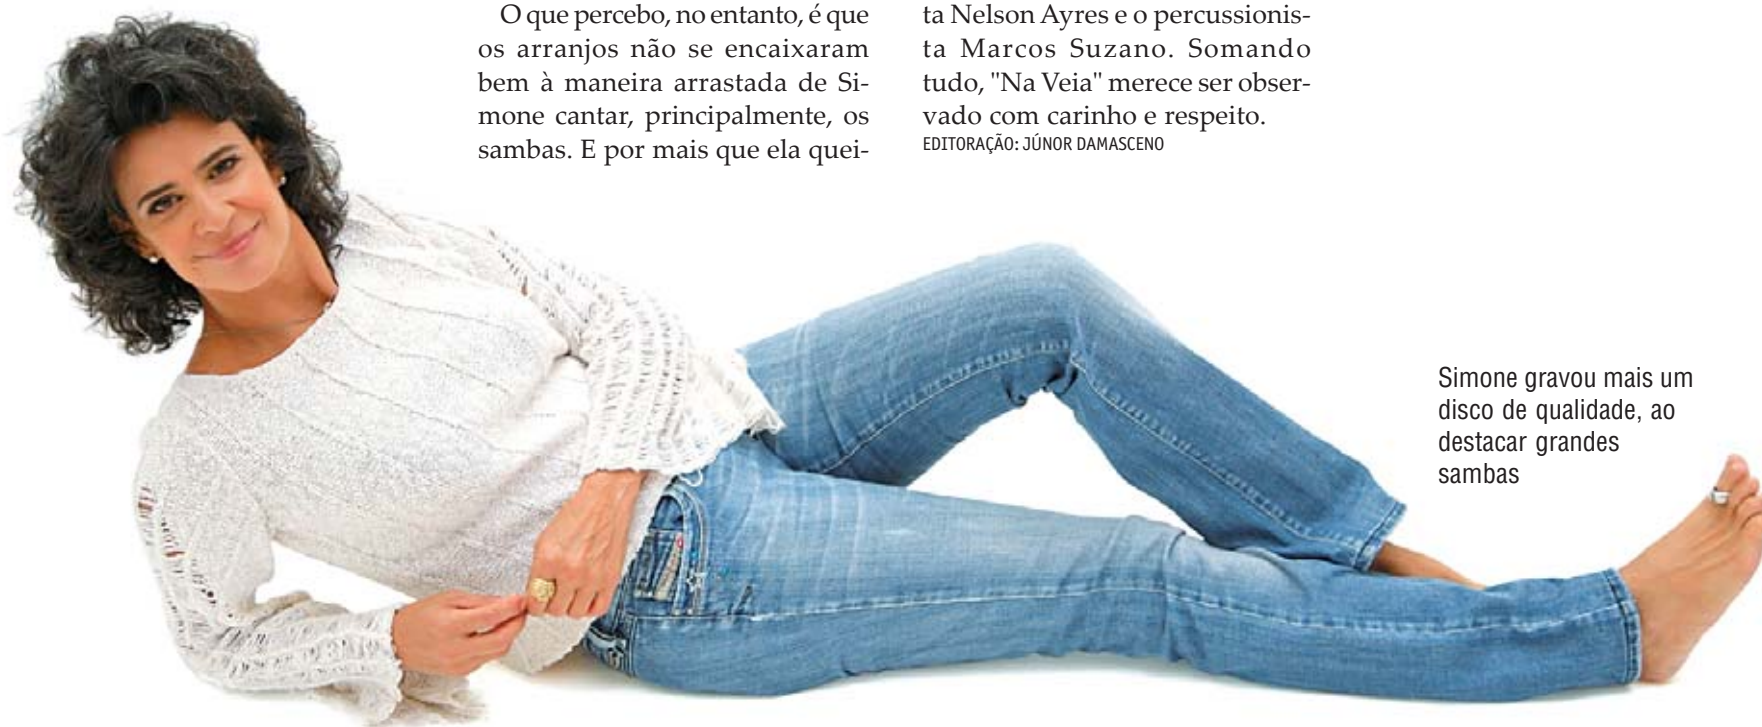 O que percebo, no entanto, é que
os arranjos não se encaixaram
bem à maneira arrastada de Si-
mone cantar, principalmente, os
sambas. E por mais que ela quei-
ta Nelson Ayres e o percussionis-
ta Marcos Suzano. Somando
tudo, "Na Veia" merece ser obser-
vado com carinho e respeito.
EDITORAÇÃO: JÚNOR DAMASCENO
Simone gravou mais um
disco de qualidade, ao
destacar grandes
sambas